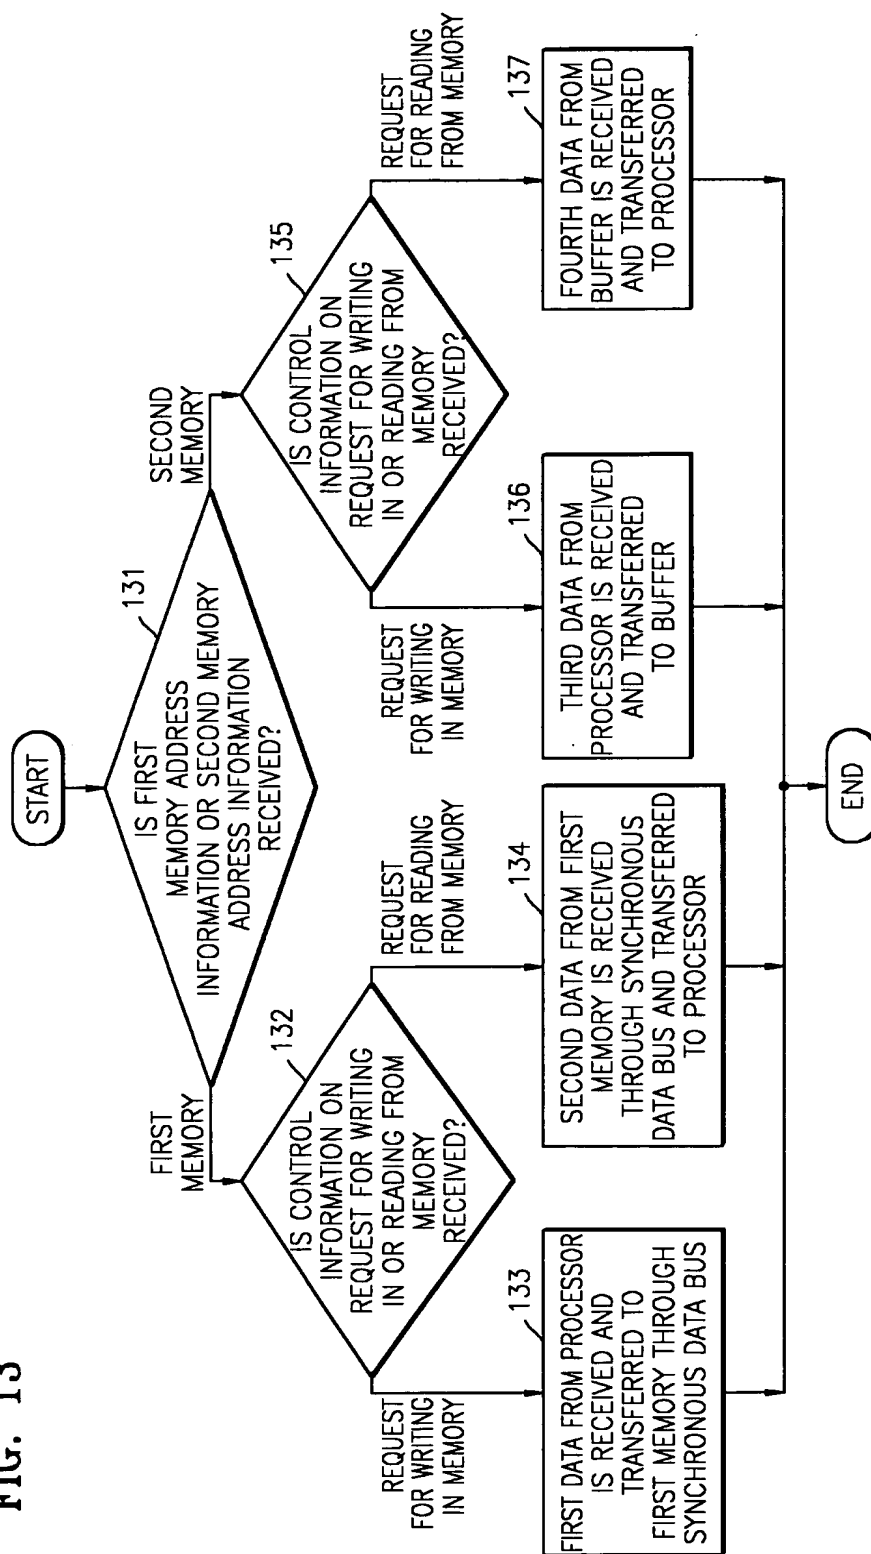 FIG. 13
START
131
IS FIRST
MEMORY ADDRESS
INFORMATION OR SECOND MEMORY
ADDRESS INFORMATION
RECEIVED?
FIRST
MEMORY
SECOND
MEMORY
132
IS CONTROL
INFORMATION ON
REQUEST FOR WRITING
IN OR READING FROM
MEMORY
RECEIVED?
135
IS CONTROL
INFORMATION ON
REQUEST FOR WRITING
IN OR READING FROM
MEMORY
RECEIVED?
REQUEST
FOR WRITING
IN MEMORY
REQUEST
FOR READING
FROM MEMORY
REQUEST
FOR WRITING
IN MEMORY
REQUEST
FOR READING
FROM MEMORY
133
FIRST DATA FROM PROCESSOR
IS RECEIVED AND
TRANSFERRED TO
FIRST MEMORY THROUGH
SYNCHRONOUS DATA BUS
134
SECOND DATA FROM FIRST
MEMORY IS RECEIVED
THROUGH SYNCHRONOUS
DATA BUS AND TRANSFERRED
TO PROCESSOR
136
THIRD DATA FROM
PROCESSOR IS RECEIVED
AND TRANSFERRED
TO BUFFER
137
FOURTH DATA FROM
BUFFER IS RECEIVED
AND TRANSFERRED
TO PROCESSOR
END